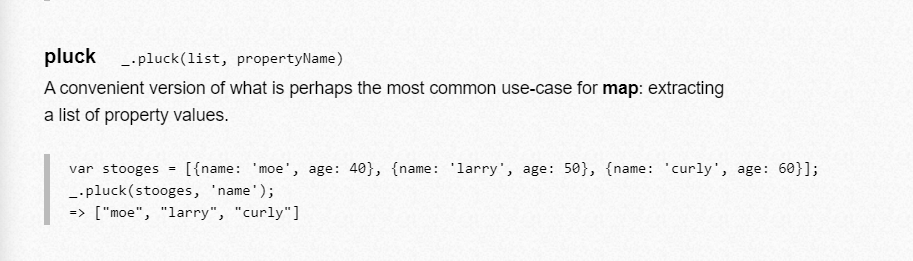 pluck _.pluck(list, propertyName)
A convenient version of what is perhaps the most common use-case for map: extracting
a list of property values.
var stooges = [{name: 'moe', age: 40}, {name: 'larry', age: 50}, {name: 'curly', age: 60}];
_.pluck(stooges, 'name');
=> ["moe", "larry", "curly"]